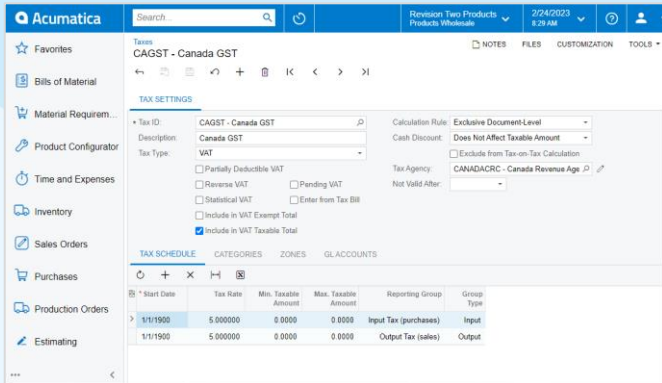 Acumatica
Search...
Revision Two Products
Products Wholesale
2/24/2023
8:29 AM
Favorites
Bills of Material
Material Requirem...
Product Configurator
Time and Expenses
Inventory
Sales Orders
Purchases
Production Orders
Estimating
Taxes
CAGST - Canada GST
NOTES FILES CUSTOMIZATION TOOLS
TAX SETTINGS
* Tax ID: CAGST - Canada GST
Description: Canada GST
Tax Type: VAT
Partially Deductible VAT
Reverse VAT Pending VAT
Statistical VAT Enter from Tax Bill
Include in VAT Exempt Total
Include in VAT Taxable Total
Calculation Rule: Exclusive Document-Level
Cash Discount: Does Not Affect Taxable Amount
Exclude from Tax-on-Tax Calculation
Tax Agency: CANADACRC - Canada Revenue Age
Not Valid After:
TAX SCHEDULE CATEGORIES ZONES GL ACCOUNTS
* Start Date Tax Rate Min. Taxable Amount Max. Taxable Amount Reporting Group Group Type
1/1/1900 5.000000 0.0000 0.0000 Input Tax (purchases) Input
1/1/1900 5.000000 0.0000 0.0000 Output Tax (sales) Output